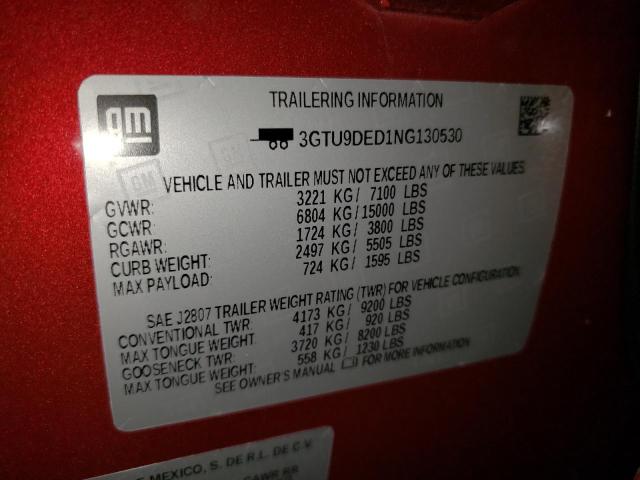 gm
TRAILERING INFORMATION
3GTU9DED1NG130530
VEHICLE AND TRAILER MUST NOT EXCEED ANY OF THESE VALUES
GVWR: 3221 KG/ 7100 LBS
GCWR: 6804 KG/15000 LBS
RGAWR: 1724 KG/ 3800 LBS
CURB WEIGHT: 2497 KG/ 5505 LBS
MAX PAYLOAD: 724 KG/ 1595 LBS
SAE J2807 TRAILER WEIGHT RATING (TWR) FOR VEHICLE CONFIGURATION
CONVENTIONAL TWR: 4173 KG/ 9200 LBS
MAX TONGUE WEIGHT: 417 KG/ 920 LBS
GOOSENECK TWR: 3720 KG/ 8200 LBS
MAX TONGUE WEIGHT: 558 KG/ 1230 LBS
SEE OWNER'S MANUAL FOR MORE INFORMATION
MEXICO, S. DE R.L. DE C.V.
GAWR RR